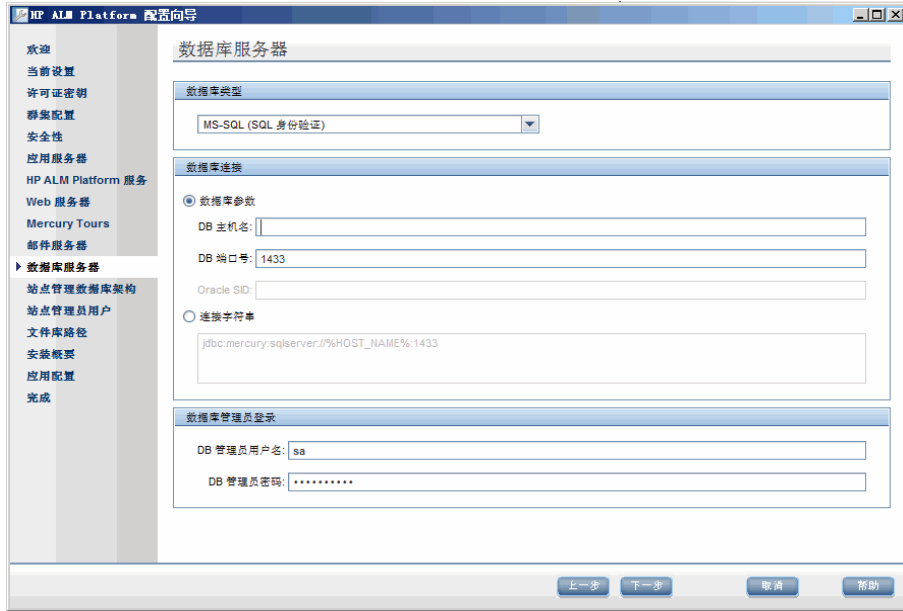 HP ALM Platform 配置向导
欢迎
当前设置
许可证密钥
群集配置
安全性
应用服务器
HP ALM Platform 服务
Web 服务器
Mercury Tours
邮件服务器
数据库服务器
站点管理数据库架构
站点管理员用户
文件库路径
安装概要
应用配置
完成
数据库服务器
数据库类型
MS-SQL (SQL 身份验证)
数据库连接
数据库参数
DB 主机名:
DB 端口号: 1433
Oracle SID:
连接字符串
jdbc:mercury:sqlserver://%HOST_NAME%:1433
数据库管理员登录
DB 管理员用户名: sa
DB 管理员密码: ••••••••••
上一步 下一步 取消 帮助